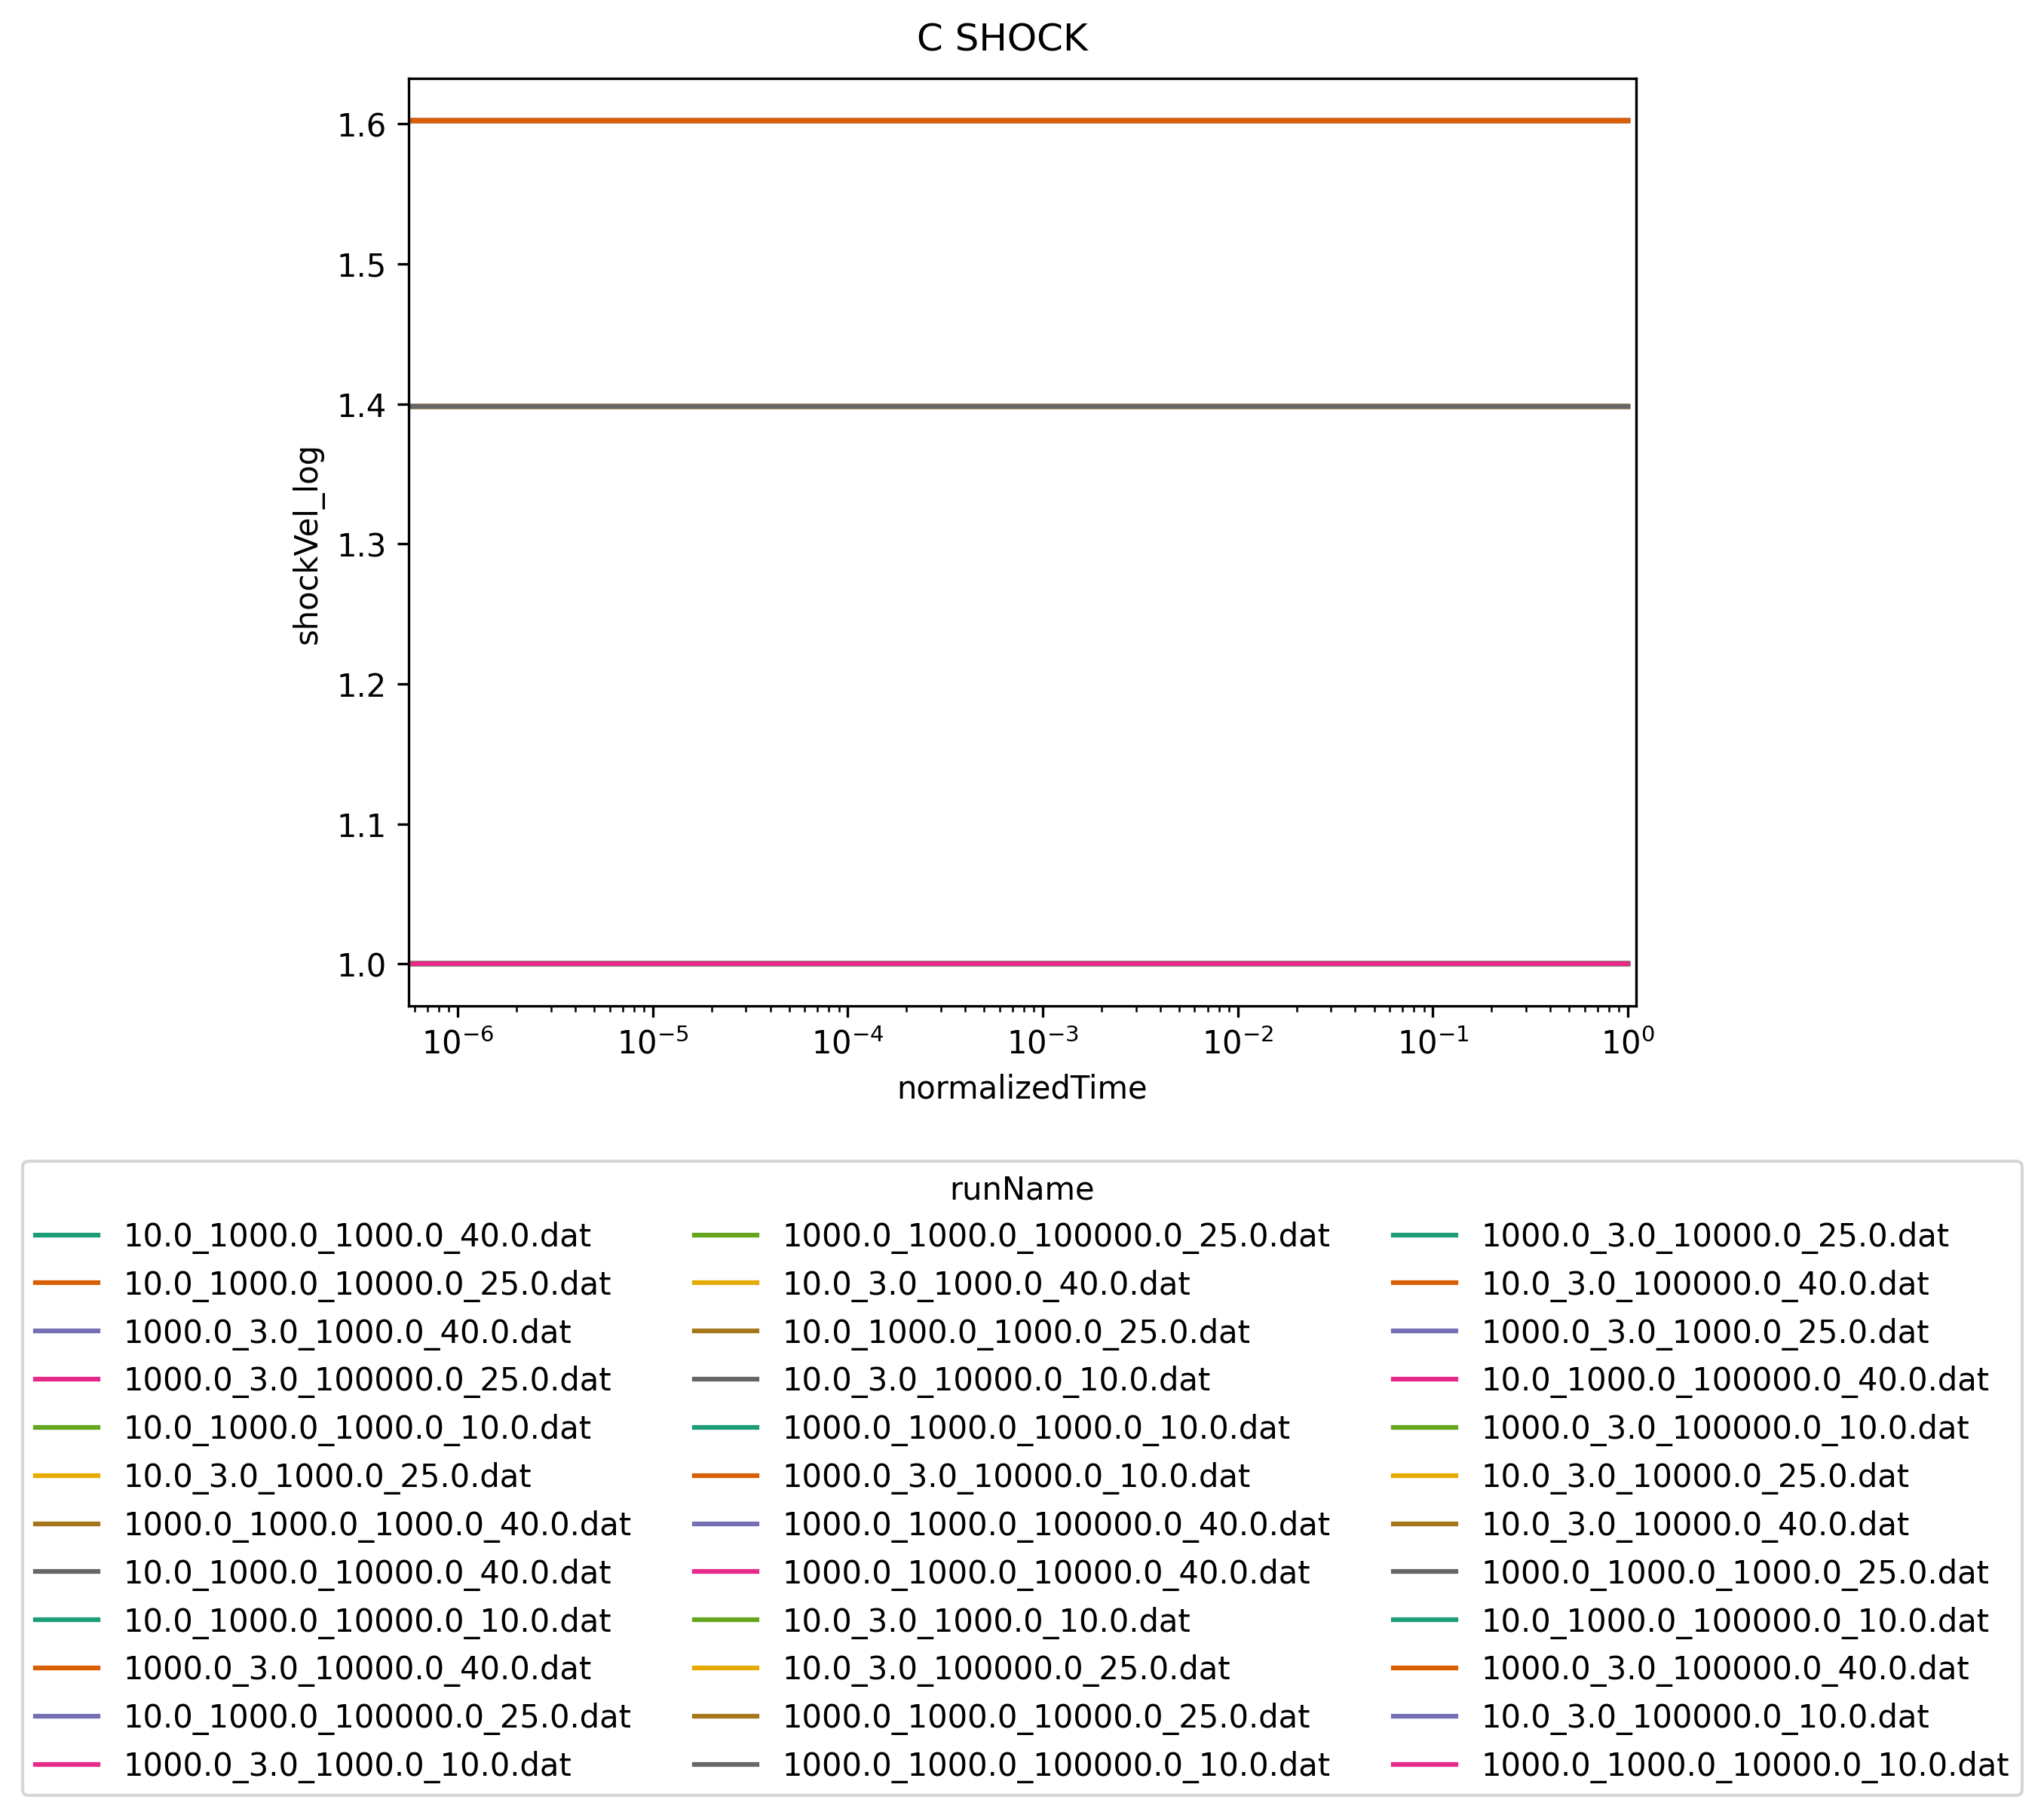 C SHOCK
1.6
1.5
1.4
1.3
1.2
1.1
1.0
shockVel_log
10⁻⁶ 10⁻⁵ 10⁻⁴ 10⁻³ 10⁻² 10⁻¹ 10⁰
normalizedTime
runName
10.0_1000.0_1000.0_40.0.dat
10.0_1000.0_10000.0_25.0.dat
1000.0_3.0_1000.0_40.0.dat
1000.0_3.0_100000.0_25.0.dat
10.0_1000.0_1000.0_10.0.dat
10.0_3.0_1000.0_25.0.dat
1000.0_1000.0_1000.0_40.0.dat
10.0_1000.0_10000.0_40.0.dat
10.0_1000.0_10000.0_10.0.dat
1000.0_3.0_10000.0_40.0.dat
10.0_1000.0_100000.0_25.0.dat
1000.0_3.0_1000.0_10.0.dat
1000.0_1000.0_100000.0_25.0.dat
10.0_3.0_1000.0_40.0.dat
10.0_1000.0_1000.0_25.0.dat
10.0_3.0_10000.0_10.0.dat
1000.0_1000.0_1000.0_10.0.dat
1000.0_3.0_10000.0_10.0.dat
1000.0_1000.0_100000.0_40.0.dat
1000.0_1000.0_10000.0_40.0.dat
10.0_3.0_1000.0_10.0.dat
10.0_3.0_100000.0_25.0.dat
1000.0_1000.0_10000.0_25.0.dat
1000.0_1000.0_100000.0_10.0.dat
1000.0_3.0_10000.0_25.0.dat
10.0_3.0_100000.0_40.0.dat
1000.0_3.0_1000.0_25.0.dat
10.0_1000.0_100000.0_40.0.dat
1000.0_3.0_100000.0_10.0.dat
10.0_3.0_10000.0_25.0.dat
10.0_3.0_10000.0_40.0.dat
1000.0_1000.0_1000.0_25.0.dat
10.0_1000.0_100000.0_10.0.dat
1000.0_3.0_100000.0_40.0.dat
10.0_3.0_100000.0_10.0.dat
1000.0_1000.0_10000.0_10.0.dat